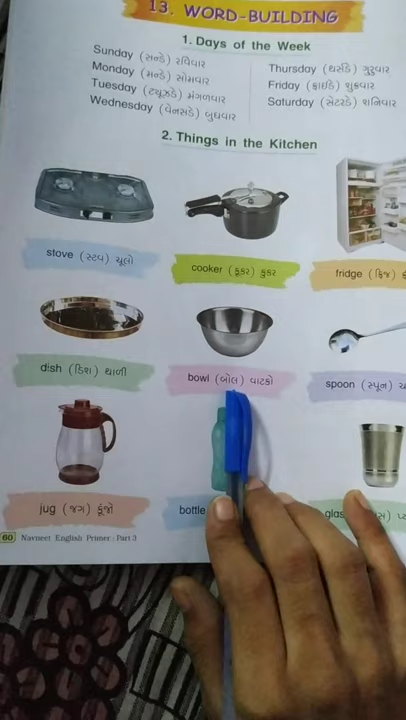 13. WORD-BUILDING
1. Days of the Week
Sunday (સન્ડે) રવિવાર
Monday (મન્ડે) સોમવાર
Tuesday (ટ્યૂઝડે) મંગળવાર
Wednesday (વેનસડે) બુધવાર
Thursday (થર્સડે) ગુરુવાર
Friday (ફ્રાઇડે) શુક્રવાર
Saturday (સેટરડે) શનિવાર
2. Things in the Kitchen
stove (સ્ટવ) ચૂલો
cooker (કૂકર) કુકર
fridge (ફ્રિજ)
dish (ડિશ) થાળી
bowl (બોલ) વાટકો
spoon (સ્પૂન)
jug (જગ) કૂંજો
bottle
glas
60 Navneet English Primer : Part 3